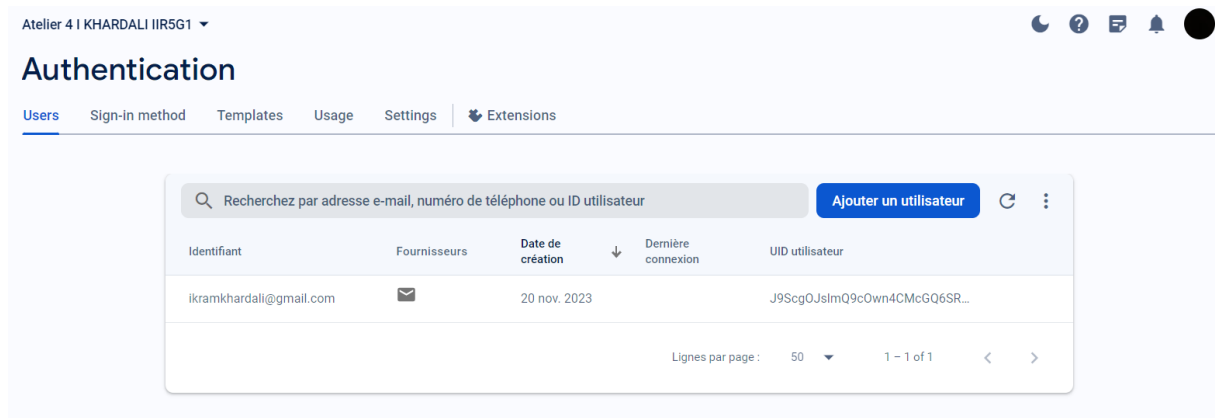 Atelier 4 I KHARDALI IIR5G1
Authentication
Users Sign-in method Templates Usage Settings Extensions
Recherchez par adresse e-mail, numéro de téléphone ou ID utilisateur Ajouter un utilisateur
Identifiant Fournisseurs Date de création Dernière connexion UID utilisateur
ikramkhardali@gmail.com 20 nov. 2023 J9ScgOJsImQ9cOwn4CMcGQ6SR...
Lignes par page : 50 1 – 1 of 1